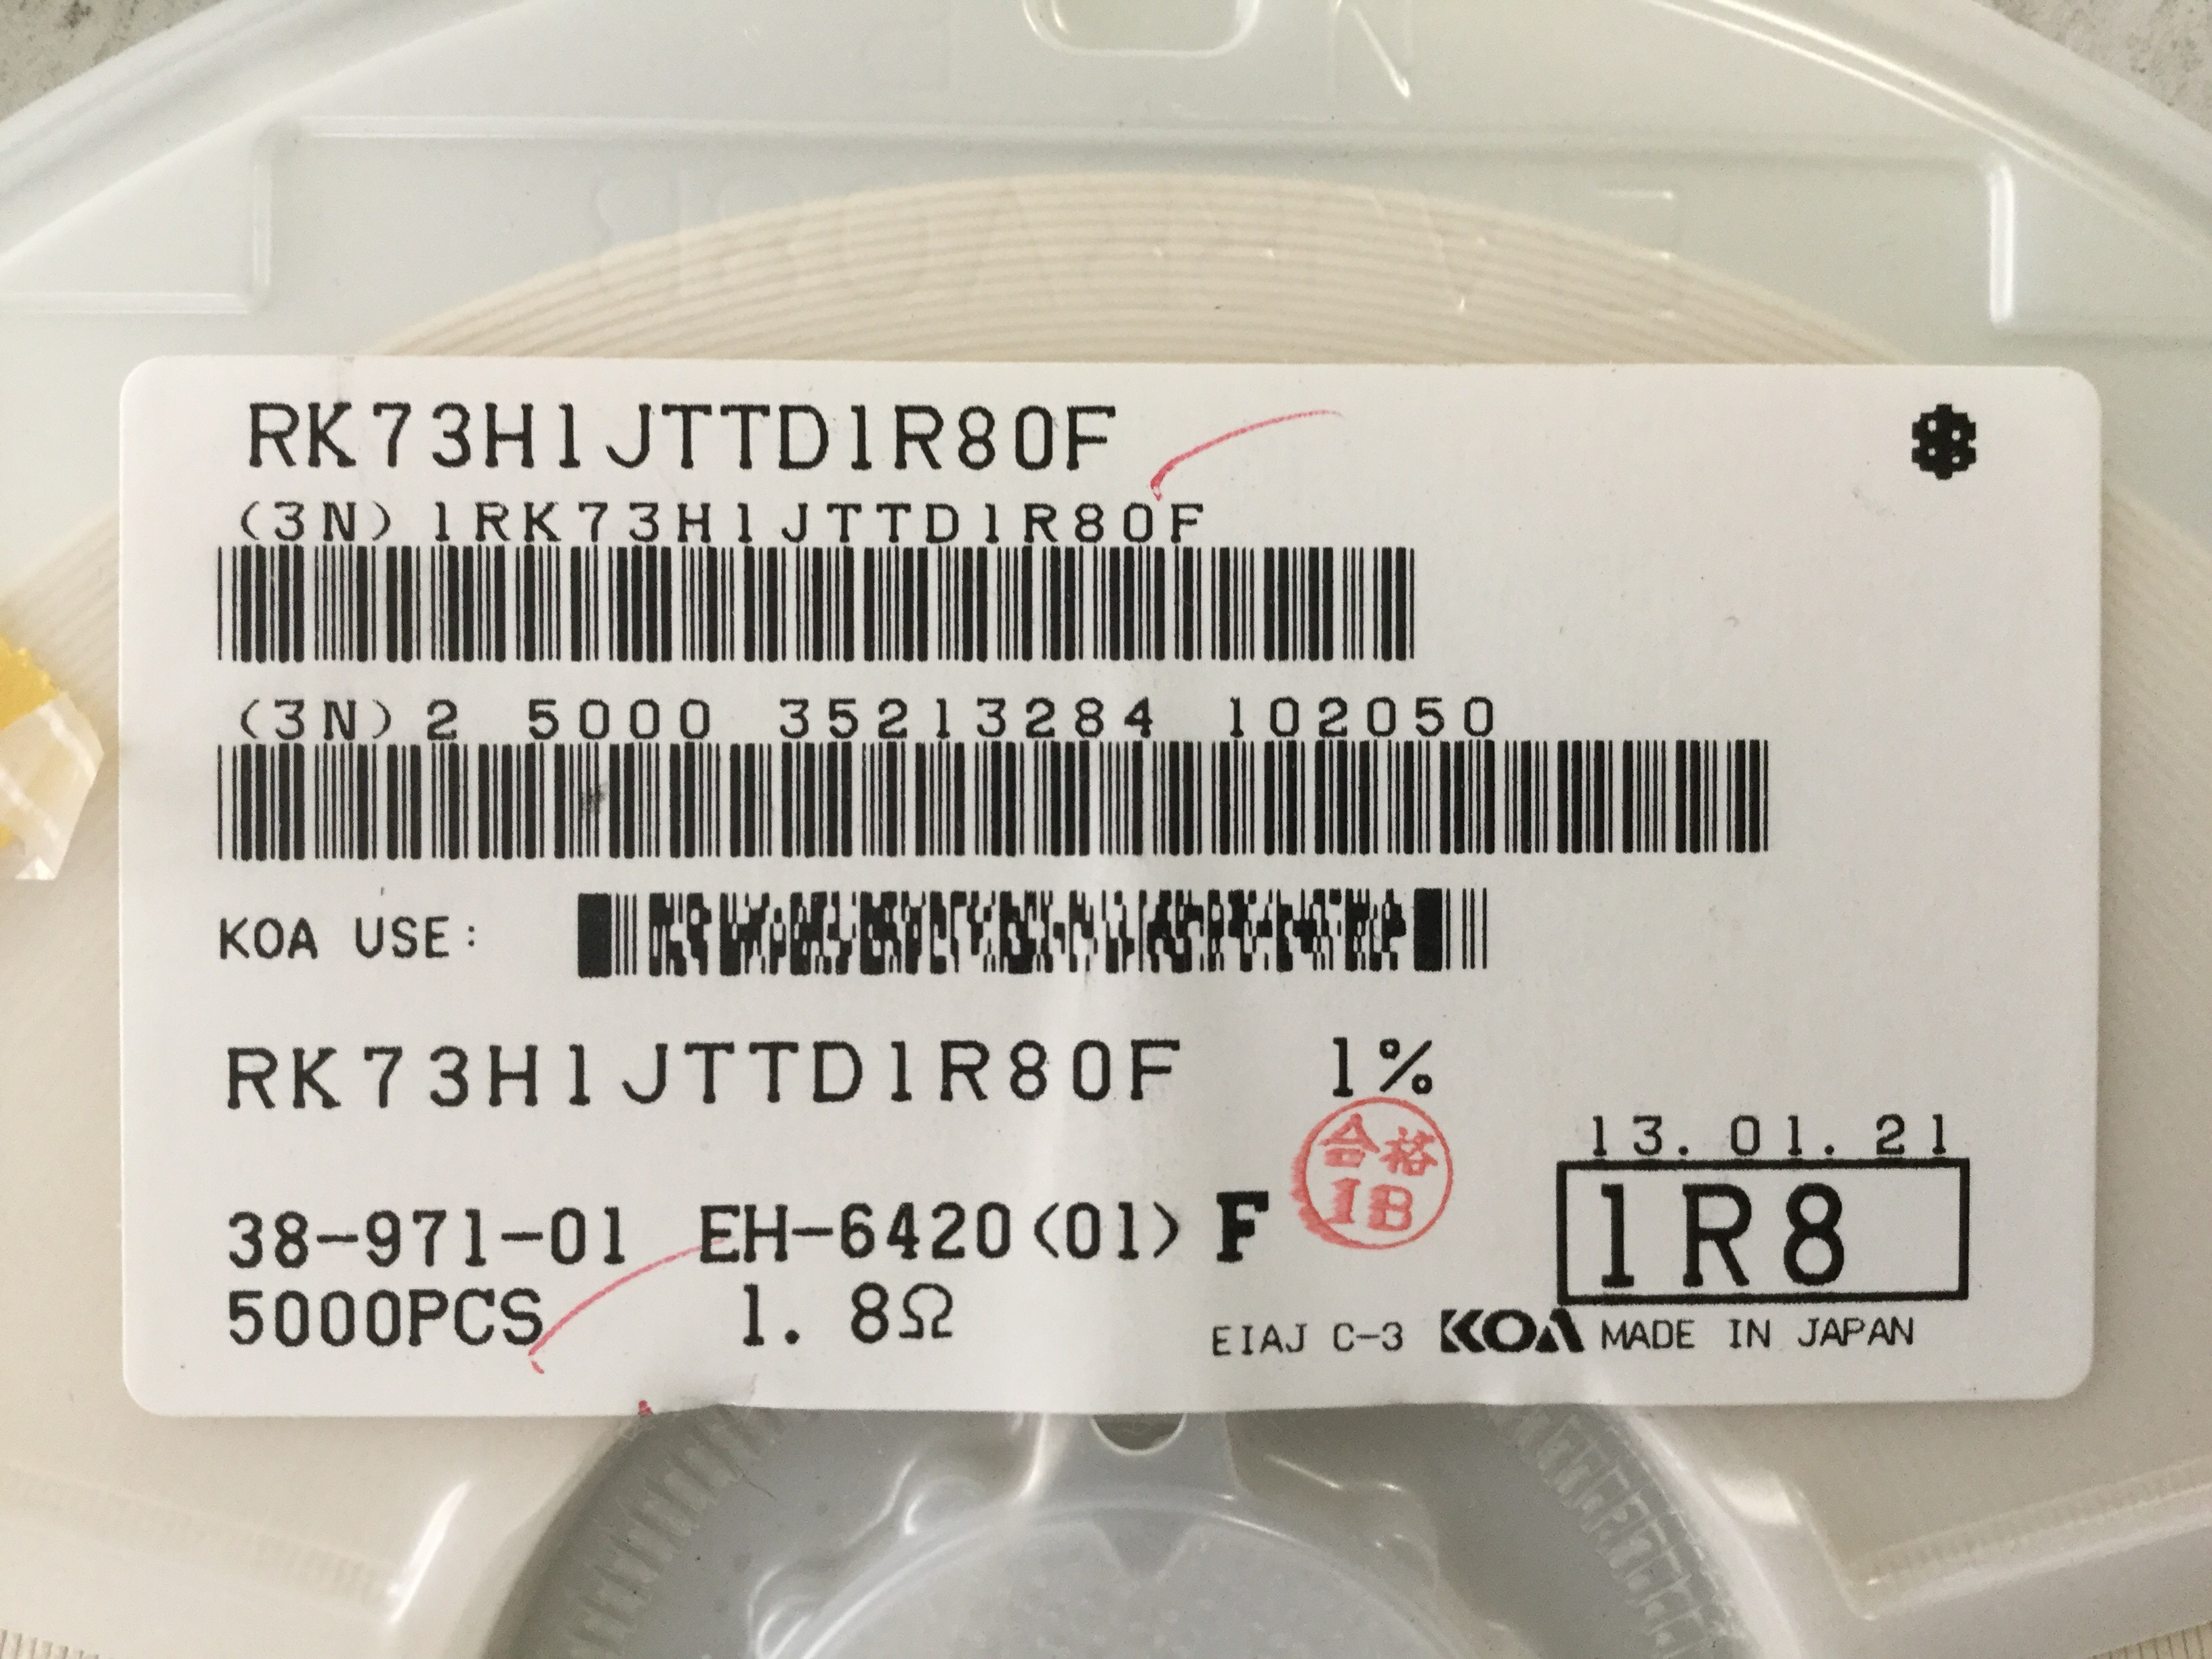 RK73H1JTTD1R80F
(3N)1RK73H1JTTD1R80F
(3N)2 5000 35213284 102050
KOA USE:
RK73H1JTTD1R80F 1%
合格
1B
13.01.21
38-971-01 EH-6420(01) F
1R8
5000PCS 1.8Ω
EIAJ C-3 KOA MADE IN JAPAN